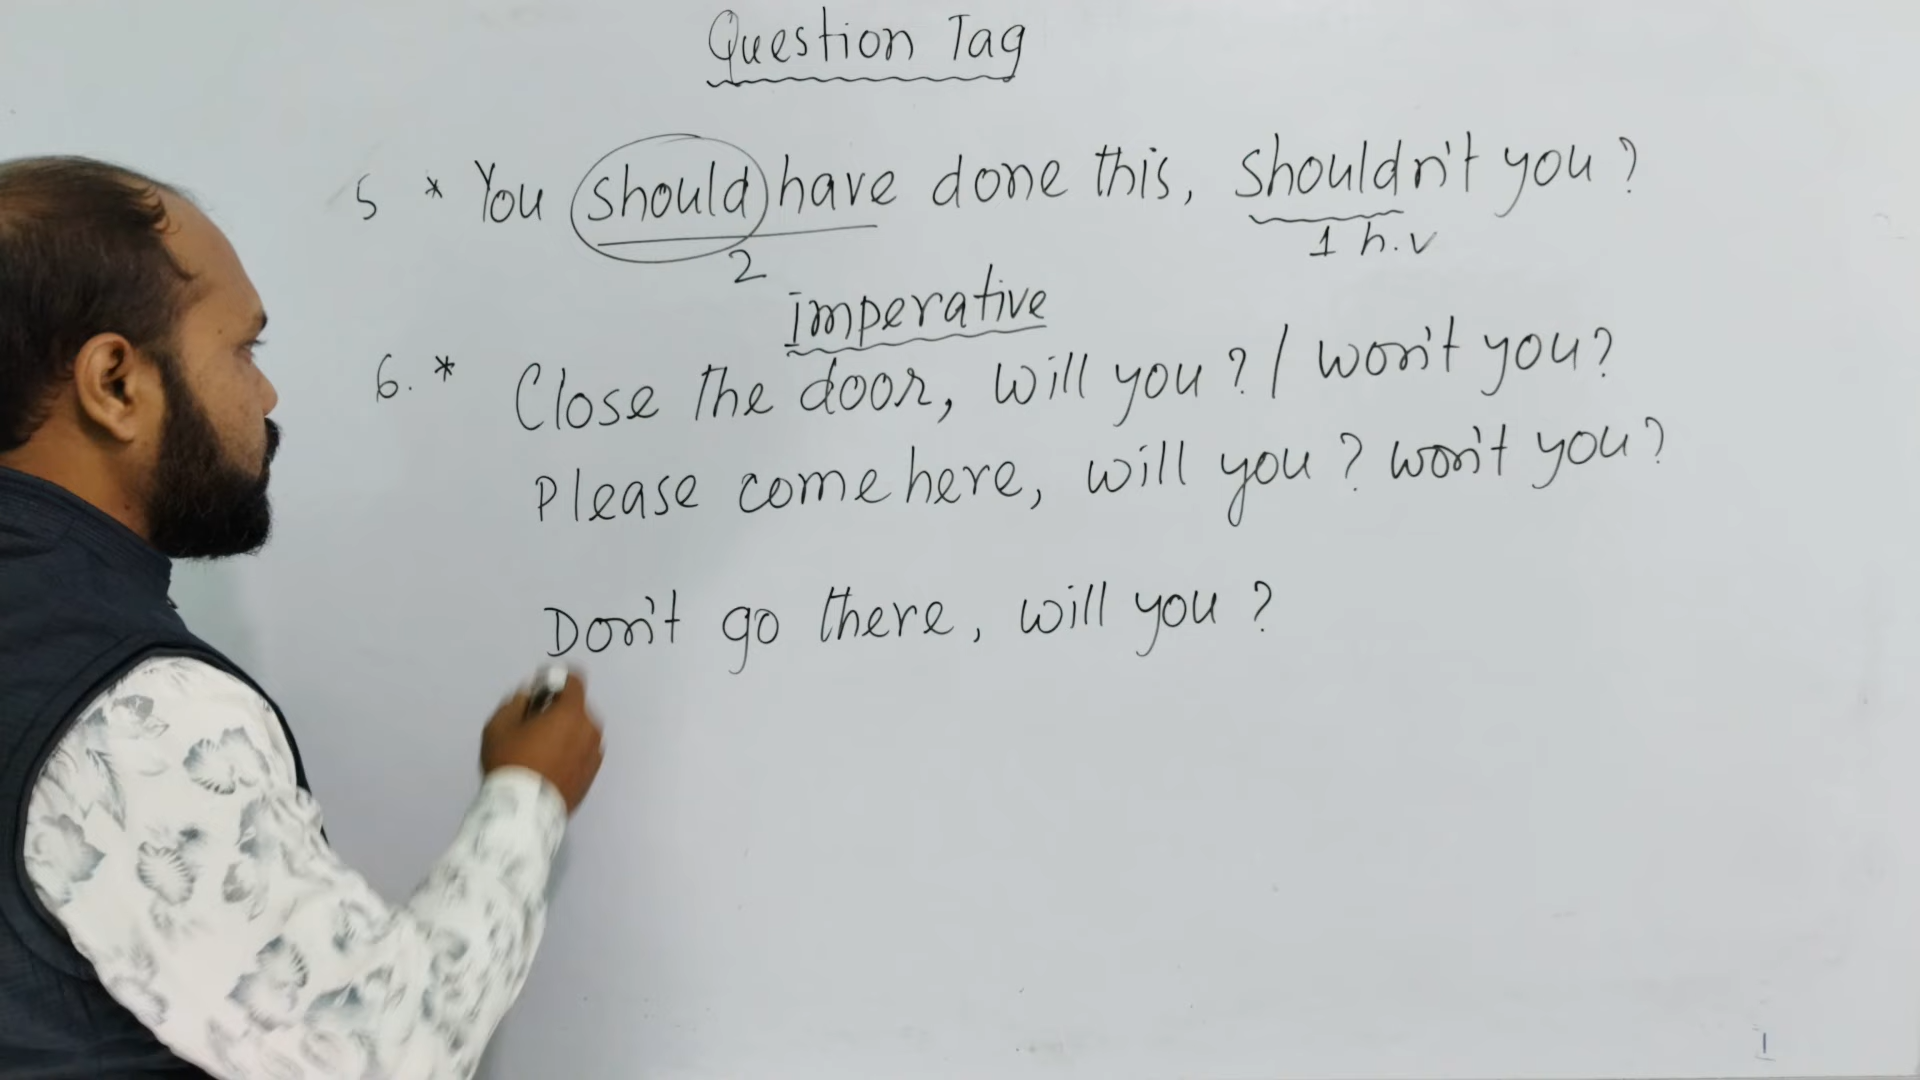 Question Tag
5 * You should have done this, shouldn't you?
2
1 h.v
imperative
6. * Close the door, will you? / won't you?
Please come here, will you? won't you?
Don't go there, will you?
1